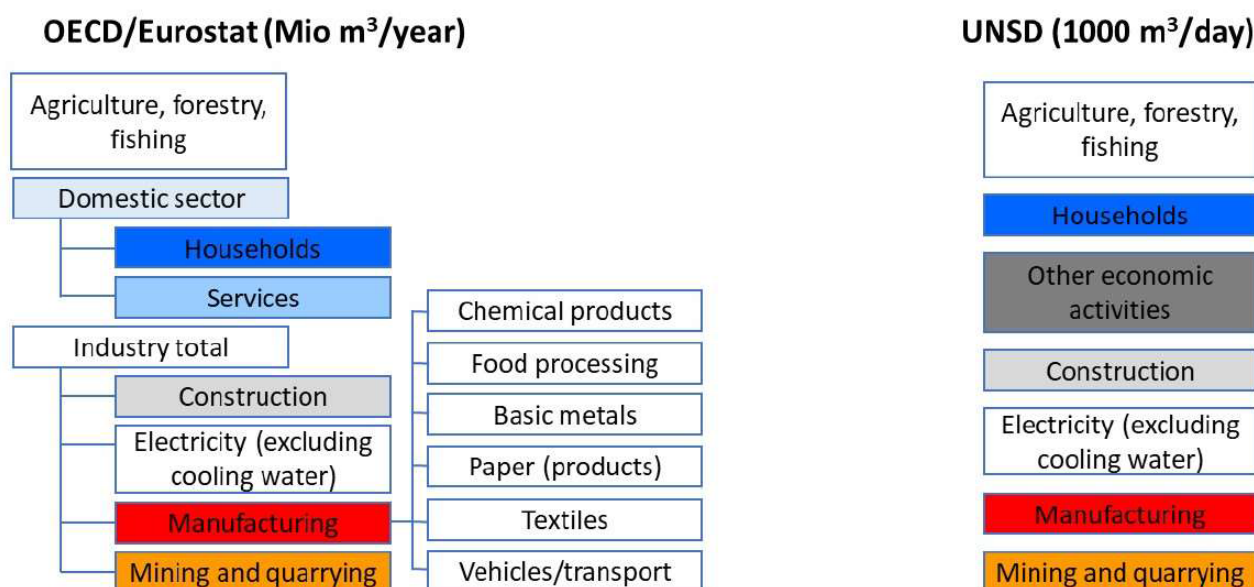 OECD/Eurostat (Mio m³/year)
Agriculture, forestry,
fishing
Domestic sector
Households
Services
Industry total
Construction
Electricity (excluding
cooling water)
Manufacturing
Mining and quarrying
Chemical products
Food processing
Basic metals
Paper (products)
Textiles
Vehicles/transport
UNSD (1000 m³/day)
Agriculture, forestry,
fishing
Households
Other economic
activities
Construction
Electricity (excluding
cooling water)
Manufacturing
Mining and quarrying